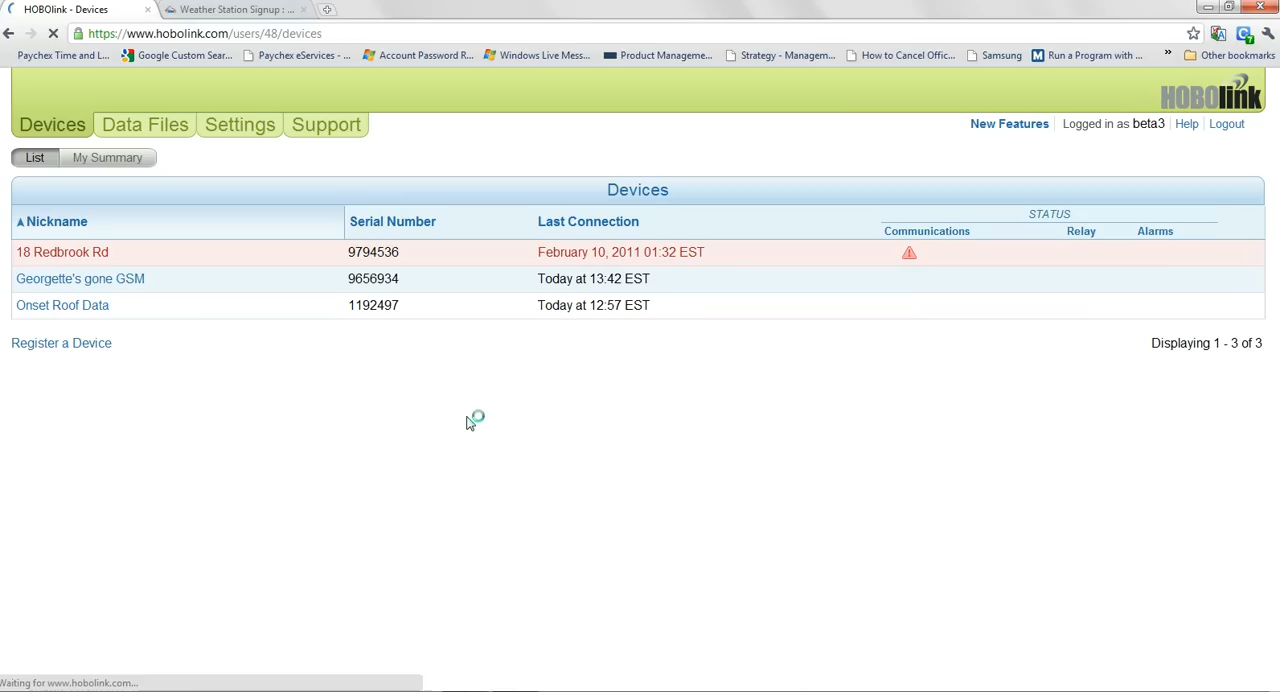 HOBOlink - Devices
Weather Station Signup : ...
https://www.hobolink.com/users/48/devices
Paychex Time and L... Google Custom Sear... Paychex eServices - ... Account Password R... Windows Live Mess... Product Manageme... Strategy - Managem... How to Cancel Offic... Samsung Run a Program with ... » Other bookmarks
HOBOlink
Devices Data Files Settings Support
New Features Logged in as beta3 Help Logout
List My Summary
Devices
Nickname Serial Number Last Connection STATUS
Communications Relay Alarms
18 Redbrook Rd 9794536 February 10, 2011 01:32 EST
Georgette's gone GSM 9656934 Today at 13:42 EST
Onset Roof Data 1192497 Today at 12:57 EST
Register a Device Displaying 1 - 3 of 3
Waiting for www.hobolink.com...